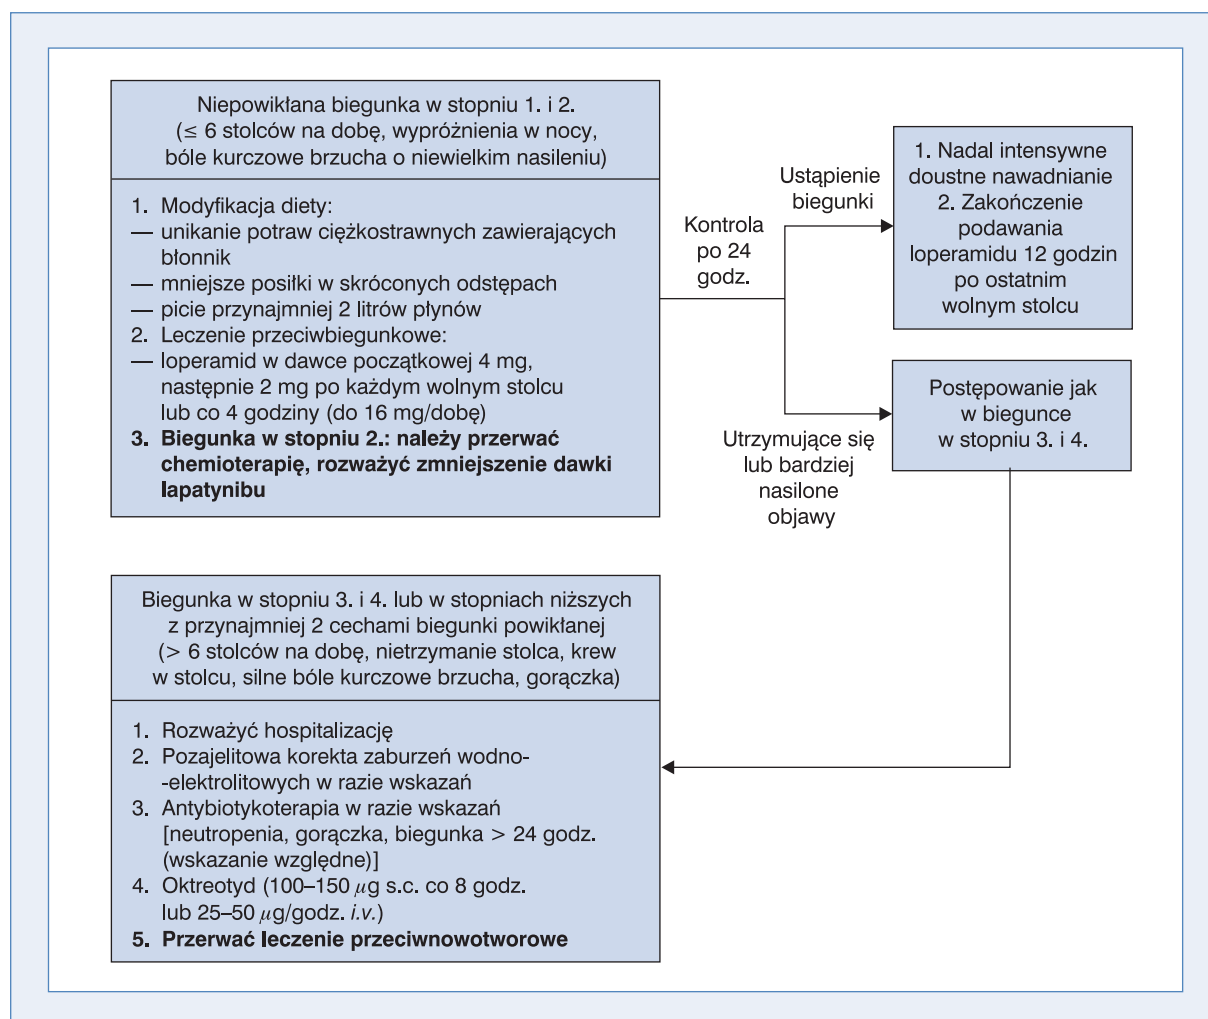 Niepowikłana biegunka w stopniu 1. i 2.
(≤ 6 stolców na dobę, wypróżnienia w nocy,
bóle kurczowe brzucha o niewielkim nasileniu)
1. Modyfikacja diety:
— unikanie potraw ciężkostrawnych zawierających
błonnik
— mniejsze posiłki w skróconych odstępach
— picie przynajmniej 2 litrów płynów
2. Leczenie przeciwbiegunkowe:
— loperamid w dawce początkowej 4 mg,
następnie 2 mg po każdym wolnym stolcu
lub co 4 godziny (do 16 mg/dobę)
3. Biegunka w stopniu 2.: należy przerwać
chemioterapię, rozważyć zmniejszenie dawki
lapatynibu
Kontrola
po 24
godz.
Ustąpienie
biegunki
1. Nadal intensywne
doustne nawadnianie
2. Zakończenie
podawania
loperamidu 12 godzin
po ostatnim
wolnym stolcu
Utrzymujące się
lub bardziej
nasilone
objawy
Postępowanie jak
w biegunce
w stopniu 3. i 4.
Biegunka w stopniu 3. i 4. lub w stopniach niższych
z przynajmniej 2 cechami biegunki powikłanej
(> 6 stolców na dobę, nietrzymanie stolca, krew
w stolcu, silne bóle kurczowe brzucha, gorączka)
1. Rozważyć hospitalizację
2. Pozajelitowa korekta zaburzeń wodno-
-elektrolitowych w razie wskazań
3. Antybiotykoterapia w razie wskazań
[neutropenia, gorączka, biegunka > 24 godz.
(wskazanie względne)]
4. Oktreotyd (100–150 μg s.c. co 8 godz.
lub 25–50 μg/godz. i.v.)
5. Przerwać leczenie przeciwnowotworowe